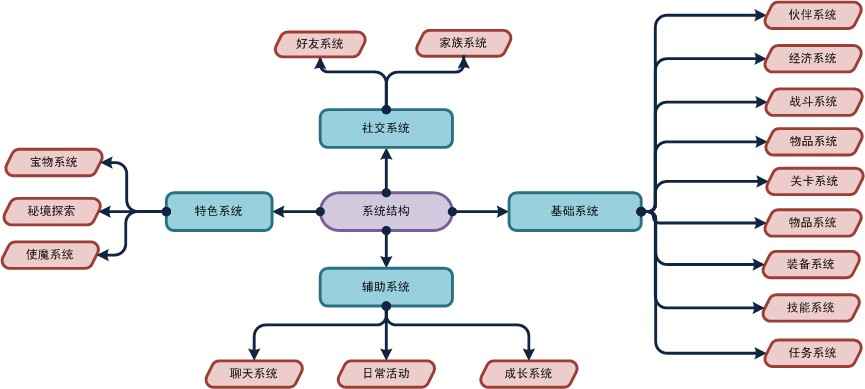 伙伴系统
好友系统
家族系统
经济系统
战斗系统
社交系统
物品系统
宝物系统
关卡系统
秘境探索
特色系统
系统结构
基础系统
物品系统
使魔系统
装备系统
辅助系统
技能系统
任务系统
聊天系统
日常活动
成长系统